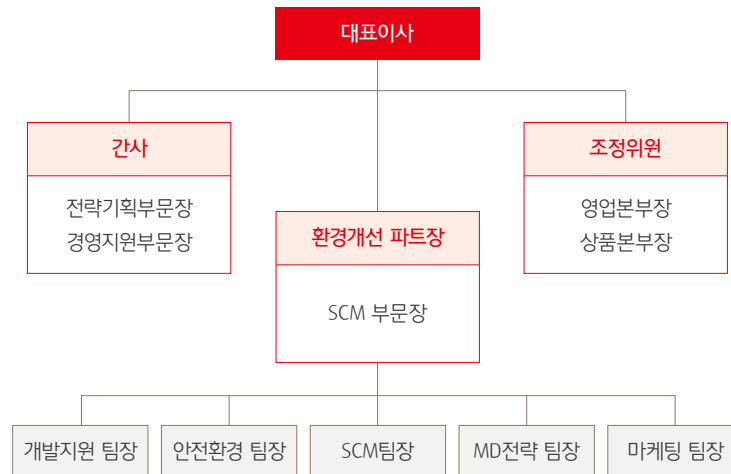 대표이사
간사
전략기획부문장
경영지원부문장
조정위원
영업본부장
상품본부장
환경개선 파트장
SCM 부문장
개발지원 팀장
안전환경 팀장
SCM팀장
MD전략 팀장
마케팅 팀장